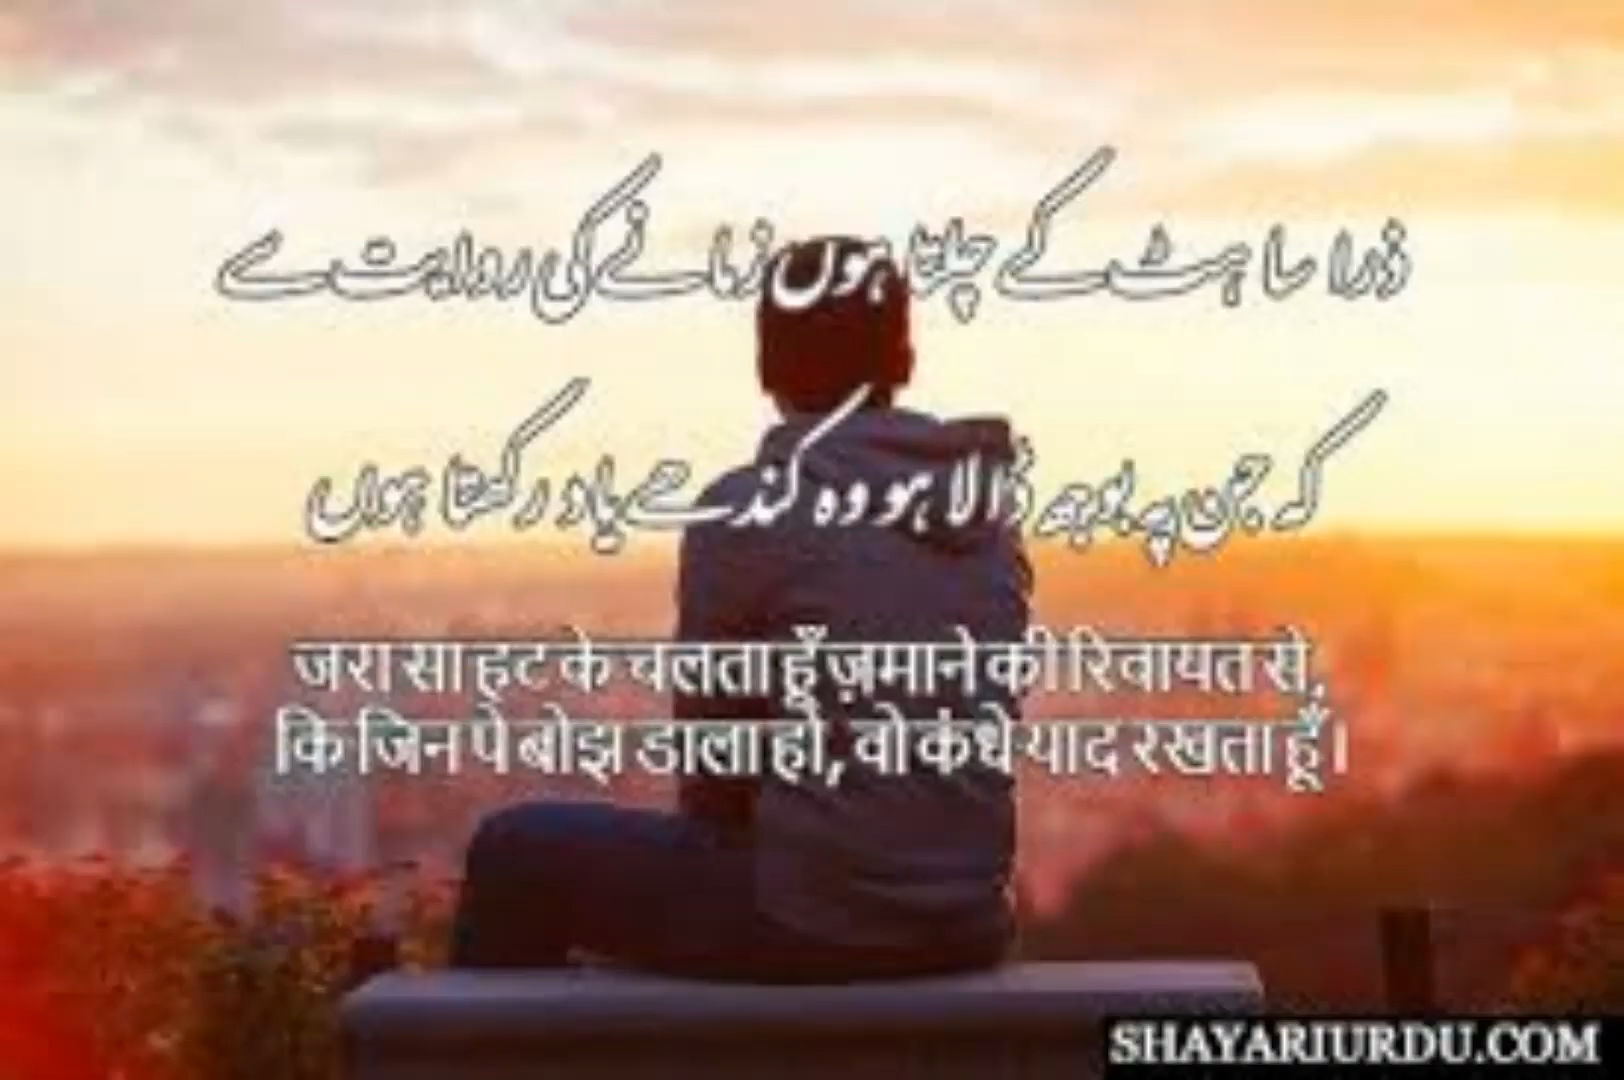 ذرا سا ہٹ کے چلتا ہوں زمانے کی روایت سے
کہ جن پہ بوجھ ڈالا ہو وہ کندھے یاد رکھتا ہوں
जरा सा हट के चलता हूँ ज़माने की रिवायत से,
कि जिन पे बोझ डाला हो, वो कंधे याद रखता हूँ।
SHAYARIURDU.COM